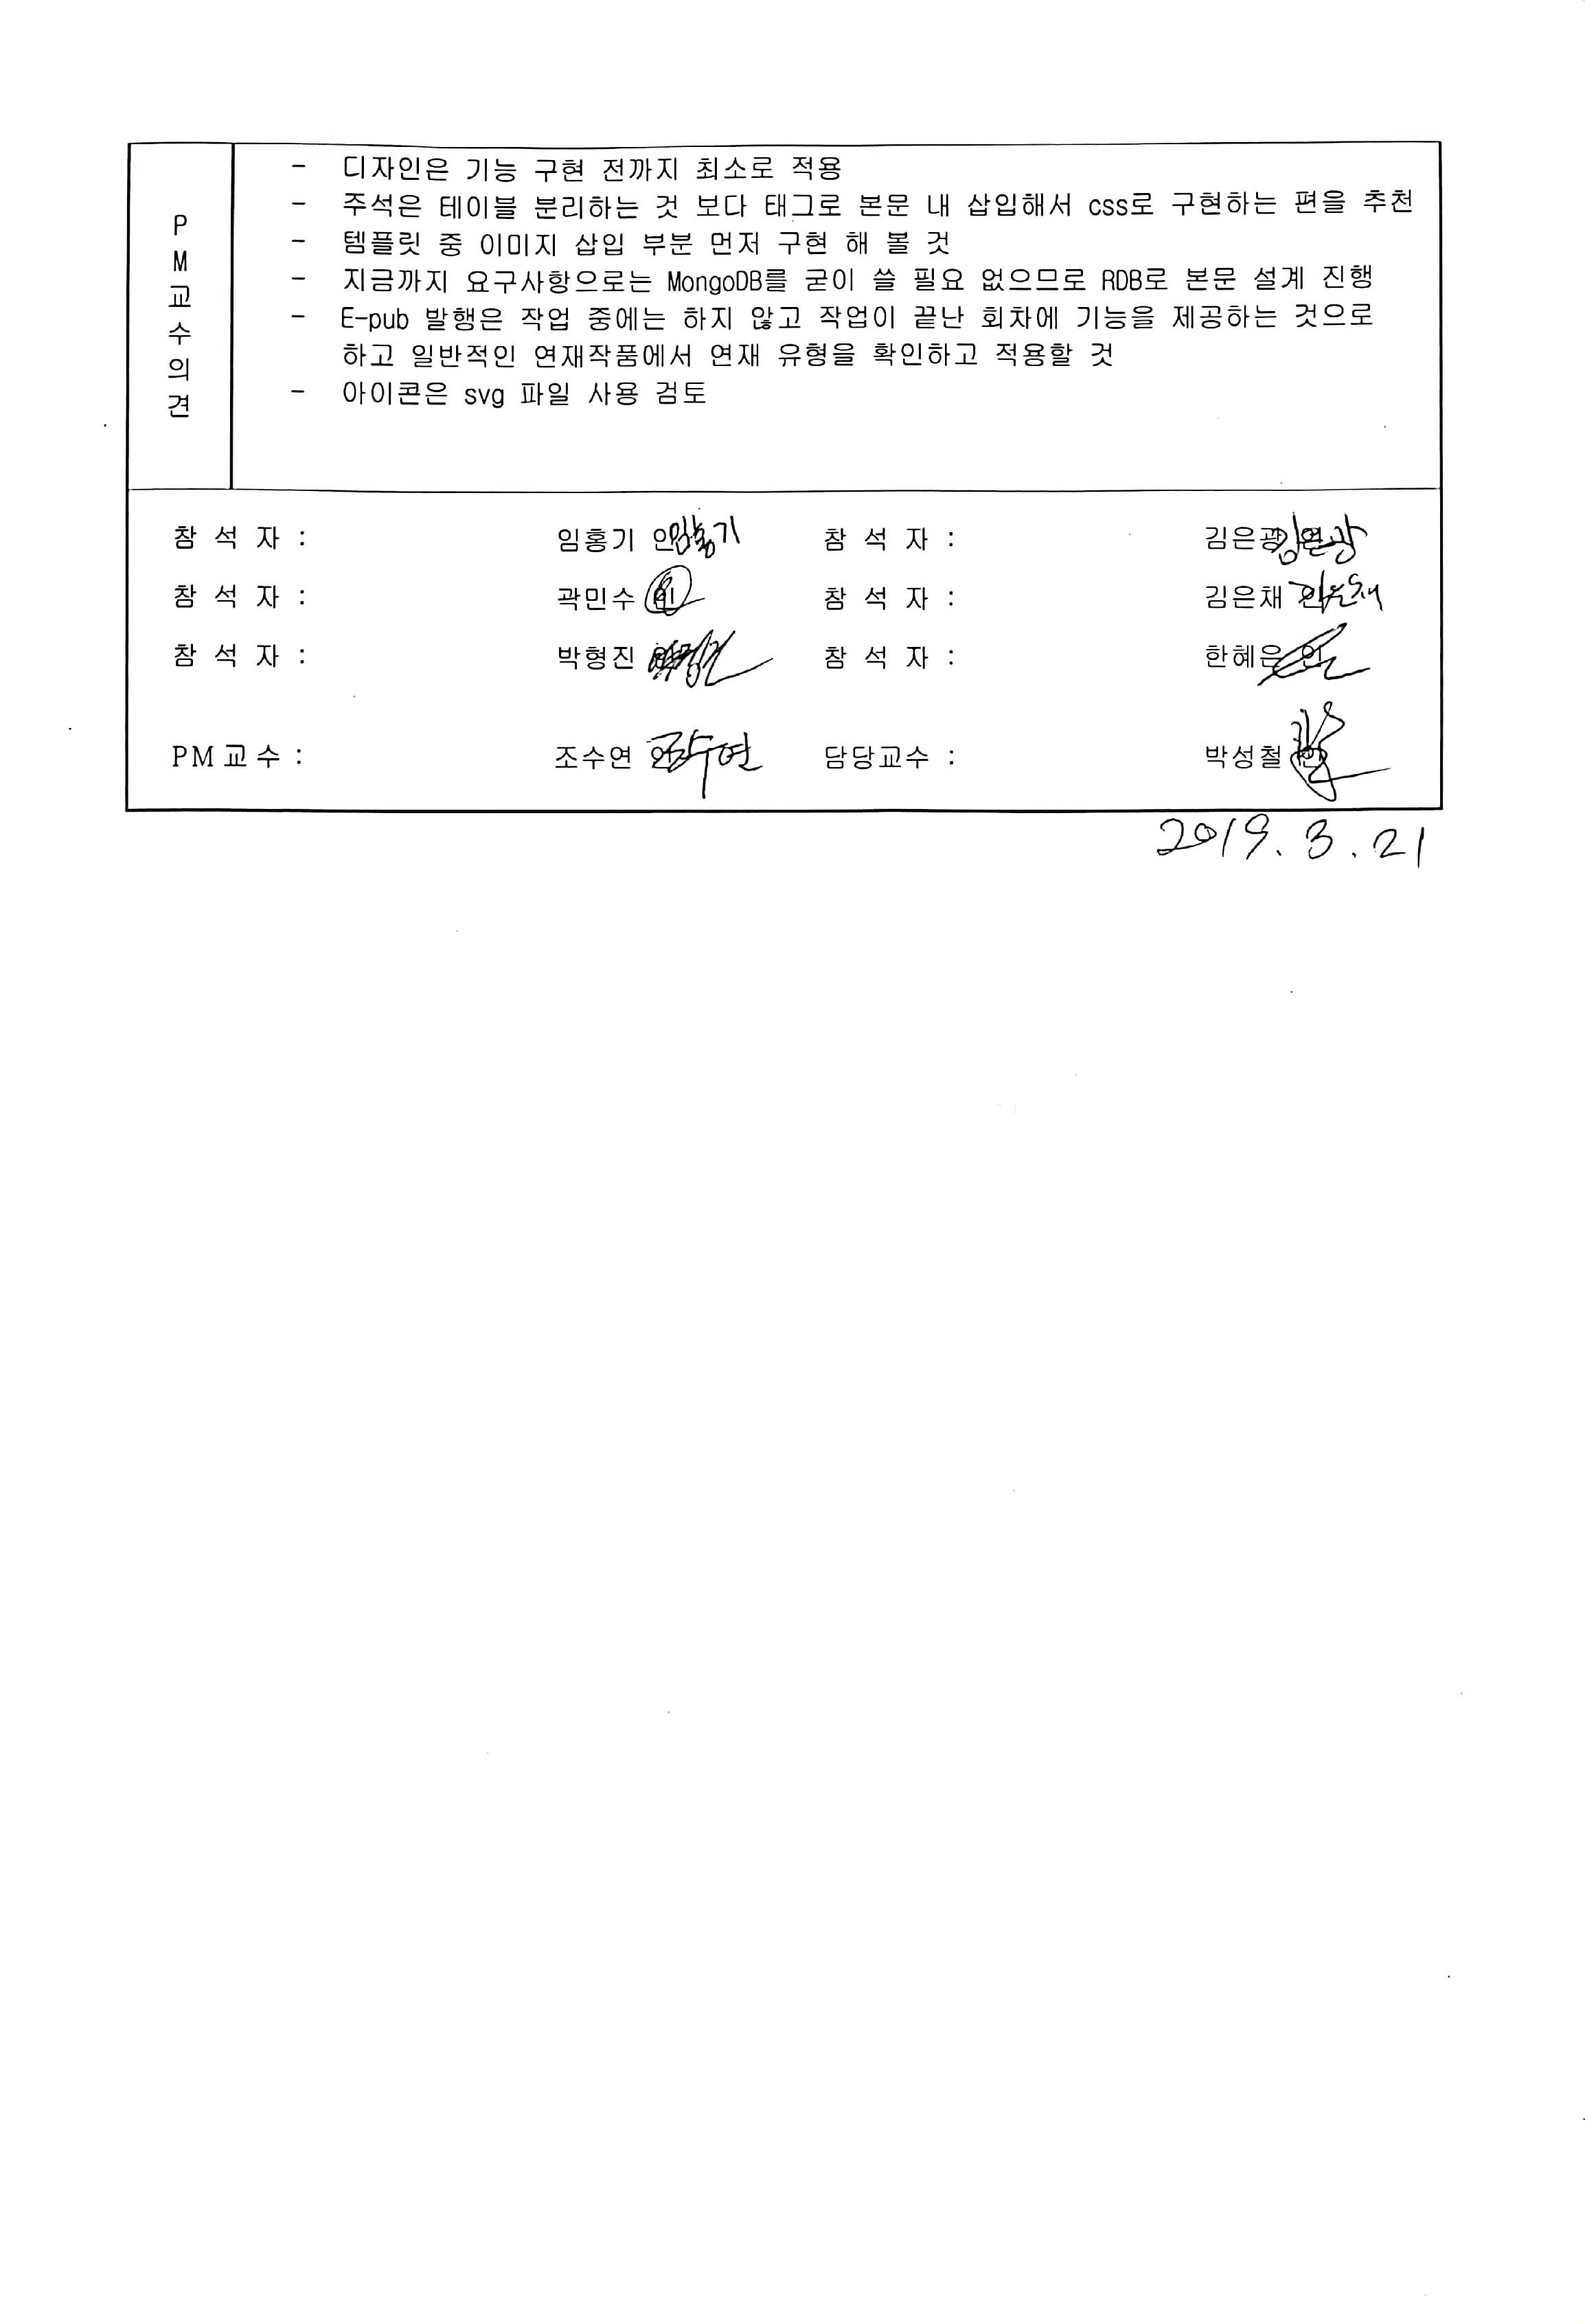 PM교수의견
- 디자인은 기능 구현 전까지 최소로 적용
- 주석은 테이블 분리하는 것 보다 태그로 본문 내 삽입해서 css로 구현하는 편을 추천
- 템플릿 중 이미지 삽입 부분 먼저 구현 해 볼 것
- 지금까지 요구사항으로는 MongoDB를 굳이 쓸 필요 없으므로 RDB로 본문 설계 진행
- E-pub 발행은 작업 중에는 하지 않고 작업이 끝난 회차에 기능을 제공하는 것으로
하고 일반적인 연재작품에서 연재 유형을 확인하고 적용할 것
- 아이콘은 svg 파일 사용 검토
참 석 자 : 임홍기 인 임홍기 참 석 자 : 김은광 인 김은광
참 석 자 : 곽민수 인 참 석 자 : 김은채 인 김은채
참 석 자 : 박형진 인 참 석 자 : 한혜은 인
PM교수 : 조수연 인 조수연 담당교수 : 박성철 인
2019. 3. 21